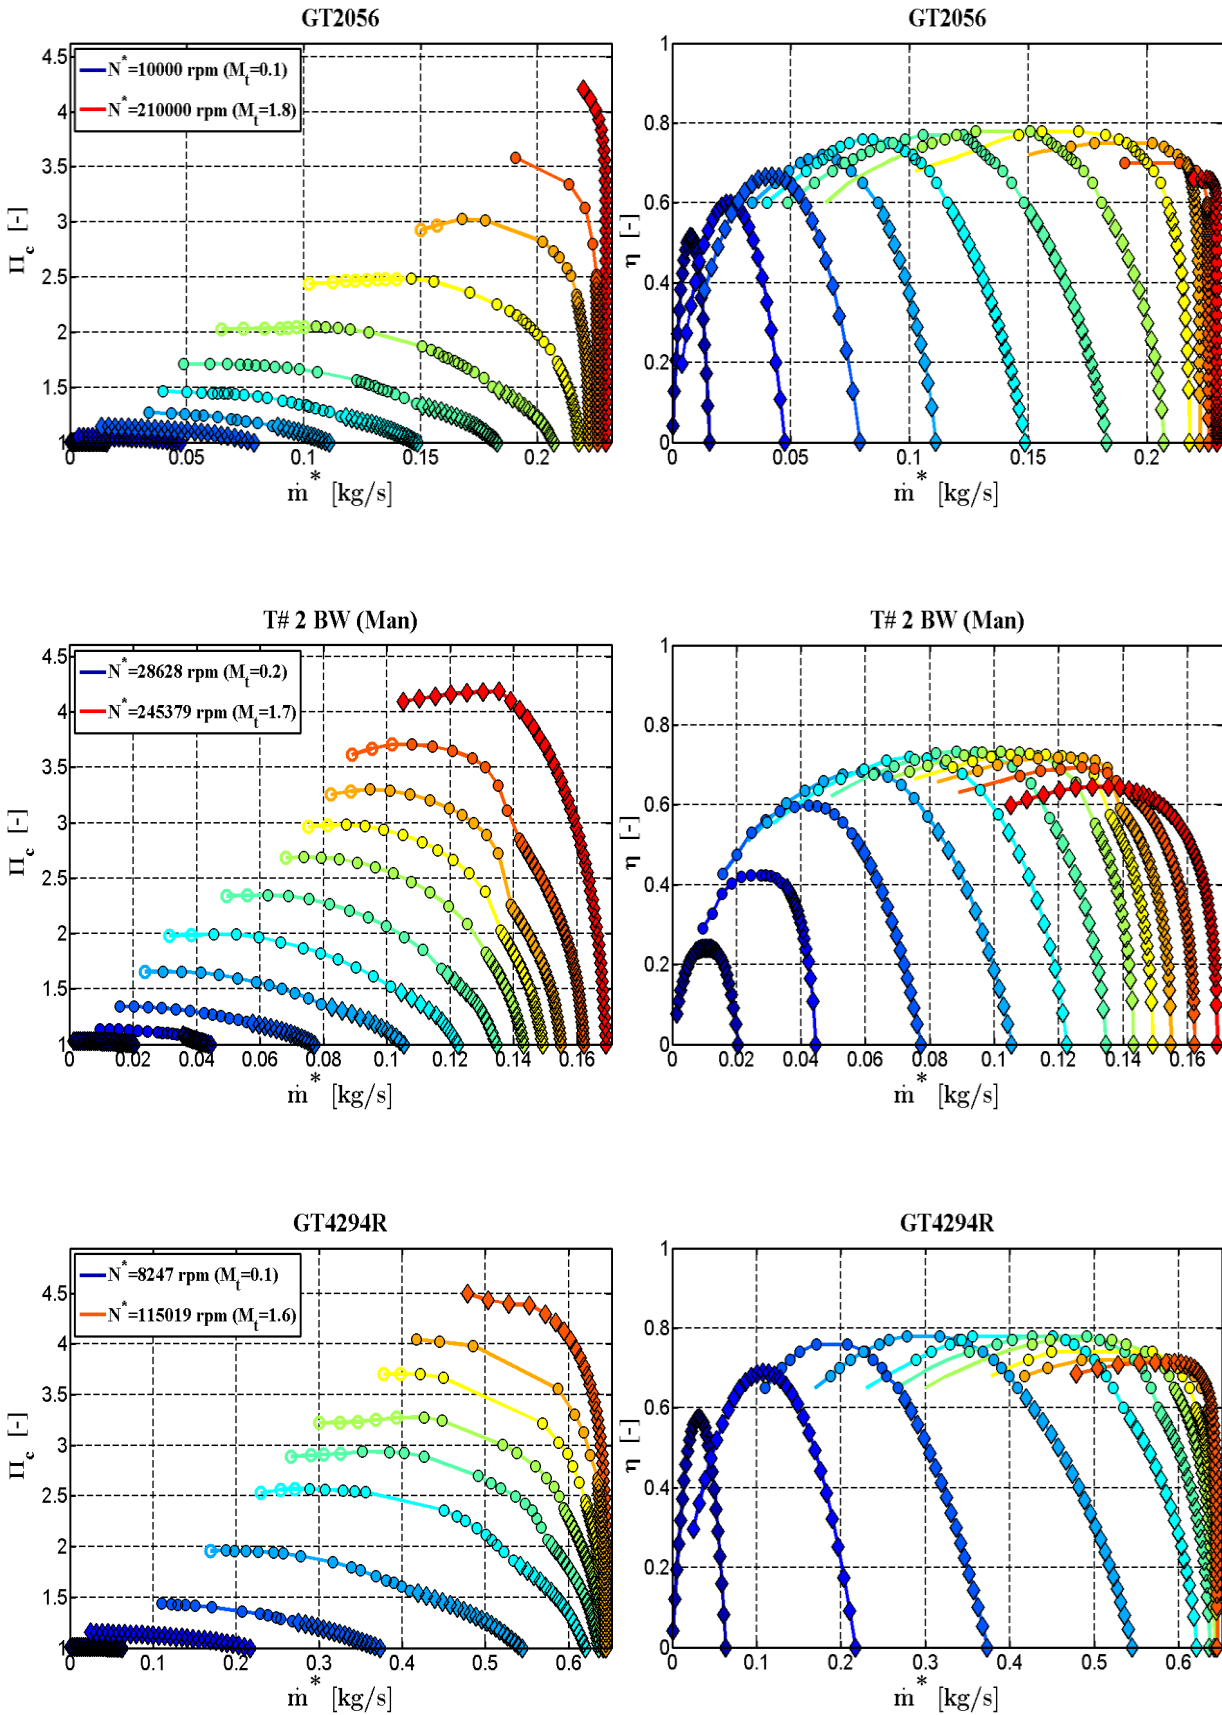 GT2056
GT2056
4.5
4
3.5
3
2.5
2
1.5
1
Π_c [-]
N*=10000 rpm (M_t=0.1)
N*=210000 rpm (M_t=1.8)
0 0.05 0.1 0.15 0.2
ṁ* [kg/s]
1
0.8
0.6
0.4
0.2
0
η [-]
0 0.05 0.1 0.15 0.2
ṁ* [kg/s]
T# 2 BW (Man)
T# 2 BW (Man)
4.5
4
3.5
3
2.5
2
1.5
1
Π_c [-]
N*=28628 rpm (M_t=0.2)
N*=245379 rpm (M_t=1.7)
0 0.02 0.04 0.06 0.08 0.1 0.12 0.14 0.16
ṁ* [kg/s]
1
0.8
0.6
0.4
0.2
0
η [-]
0 0.02 0.04 0.06 0.08 0.1 0.12 0.14 0.16
ṁ* [kg/s]
GT4294R
GT4294R
4.5
4
3.5
3
2.5
2
1.5
1
Π_c [-]
N*=8247 rpm (M_t=0.1)
N*=115019 rpm (M_t=1.6)
0 0.1 0.2 0.3 0.4 0.5 0.6
ṁ* [kg/s]
1
0.8
0.6
0.4
0.2
0
η [-]
0 0.1 0.2 0.3 0.4 0.5 0.6
ṁ* [kg/s]